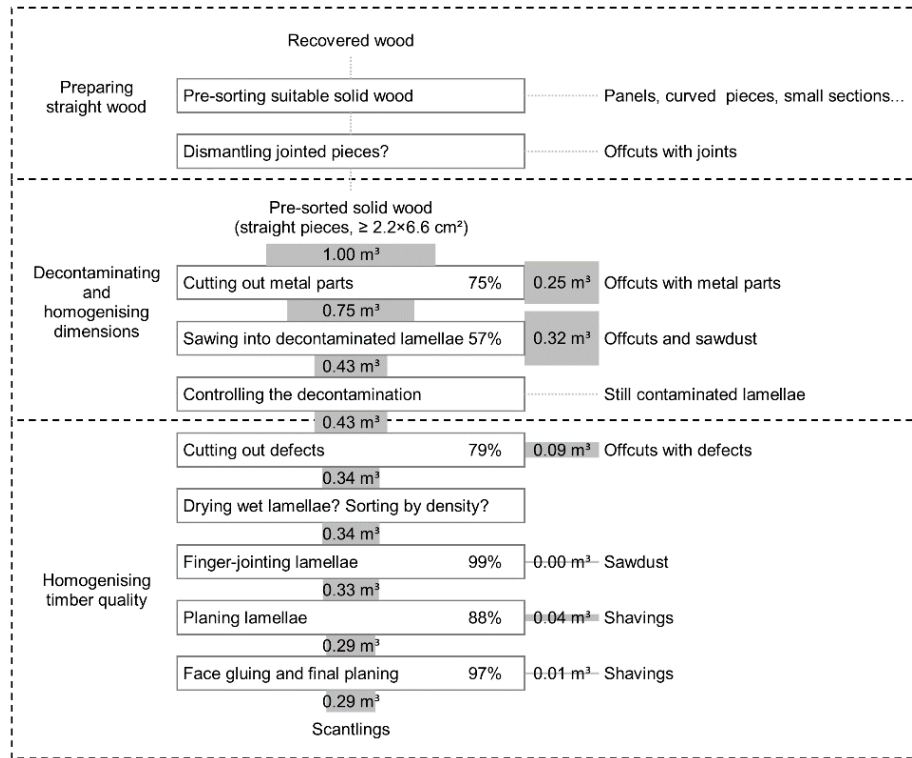 Recovered wood
Preparing
straight wood
Pre-sorting suitable solid wood
Panels, curved pieces, small sections...
Dismantling jointed pieces?
Offcuts with joints
Pre-sorted solid wood
(straight pieces, ≥ 2.2×6.6 cm²)
1.00 m³
Decontaminating
and
homogenising
dimensions
Cutting out metal parts 75% 0.25 m³ Offcuts with metal parts
0.75 m³
Sawing into decontaminated lamellae 57% 0.32 m³ Offcuts and sawdust
0.43 m³
Controlling the decontamination Still contaminated lamellae
0.43 m³
Homogenising
timber quality
Cutting out defects 79% 0.09 m³ Offcuts with defects
0.34 m³
Drying wet lamellae? Sorting by density?
0.34 m³
Finger-jointing lamellae 99% 0.00 m³ Sawdust
0.33 m³
Planing lamellae 88% 0.04 m³ Shavings
0.29 m³
Face gluing and final planing 97% 0.01 m³ Shavings
0.29 m³
Scantlings